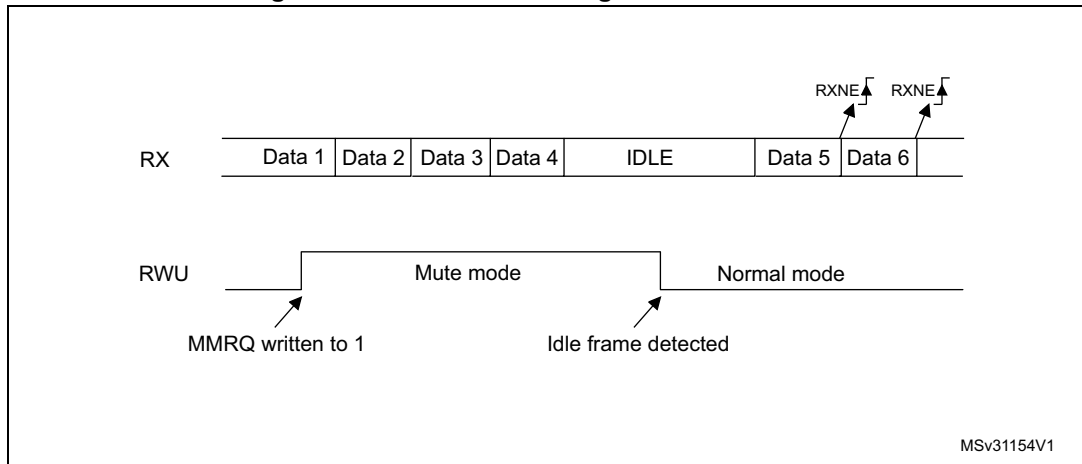 RXNE RXNE
RX Data 1 Data 2 Data 3 Data 4 IDLE Data 5 Data 6
RWU Mute mode Normal mode
MMRQ written to 1 Idle frame detected
MSv31154V1